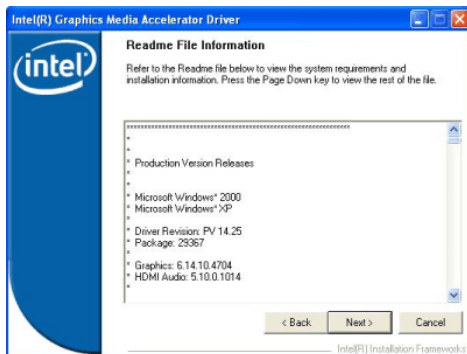 Intel(R) Graphics Media Accelerator Driver
intel
Readme File Information
Refer to the Readme file below to view the system requirements and
installation information. Press the Page Down key to view the rest of the file.
*********************************************************************
*
*
* Production Version Releases
*
*
* Microsoft Windows* 2000
* Microsoft Windows* XP
*
* Driver Revision: PV 14.25
* Package: 29367
*
* Graphics: 6.14.10.4704
* HDMI Audio: 5.10.0.1014
*
< Back
Next >
Cancel
Intel(R) Installation Frameworks